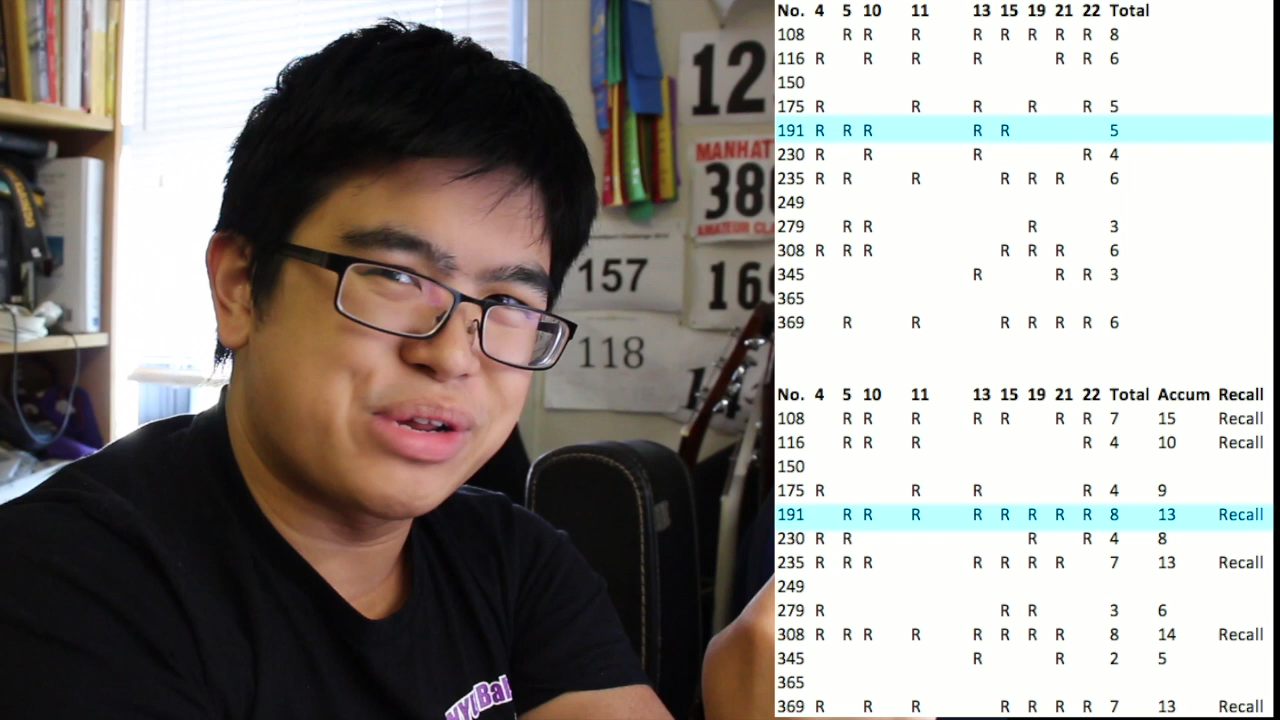 12
MANHAT
380
AMATEUR CLA
157
16
118
No. 4 5 10 11 13 15 19 21 22 Total
108 R R R R R R R R 8
116 R R R R R R 6
150
175 R R R R R 5
191 R R R R R 5
230 R R R R 4
235 R R R R R R 6
249
279 R R R 3
308 R R R R R R 6
345 R R R 3
365
369 R R R R R R 6
No. 4 5 10 11 13 15 19 21 22 Total Accum Recall
108 R R R R R R R 7 15 Recall
116 R R R R 4 10 Recall
150
175 R R R R 4 9
191 R R R R R R R R 8 13 Recall
230 R R R R 4 8
235 R R R R R R R 7 13 Recall
249
279 R R R 3 6
308 R R R R R R R R 8 14 Recall
345 R R 2 5
365
369 R R R R R R R 7 13 Recall